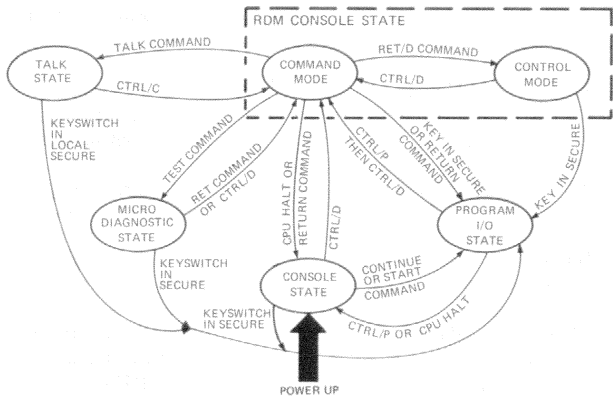 RDM CONSOLE STATE
TALK COMMAND
RET/D COMMAND
TALK
STATE
COMMAND
MODE
CONTROL
MODE
CTRL/C
CTRL/D
KEYSWITCH
IN
LOCAL
SECURE
TEST COMMAND
RET COMMAND
OR CTRL/D
CPU HALT OR
RETURN COMMAND
CTRL/D
CTRL/P
THEN CTRL/D
KEY IN SECURE
OR RETURN
COMMAND
KEY IN SECURE
MICRO
DIAGNOSTIC
STATE
PROGRAM
I/O
STATE
KEYSWITCH
IN
SECURE
CONSOLE
STATE
CONTINUE
OR START
COMMAND
KEYSWITCH
IN SECURE
CTRL/P OR CPU HALT
POWER UP